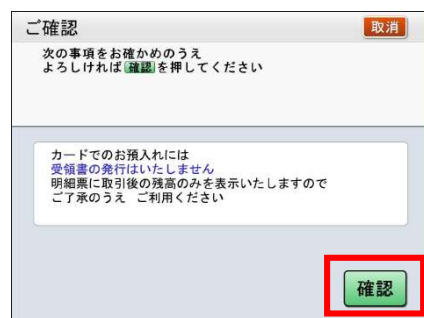 ご確認
取消
次の事項をお確かめのうえ
よろしければ 確認 を押してください
カードでのお預入れには
受領書の発行はいたしません
明細票に取引後の残高のみを表示いたしますので
ご了承のうえ ご利用ください
確認